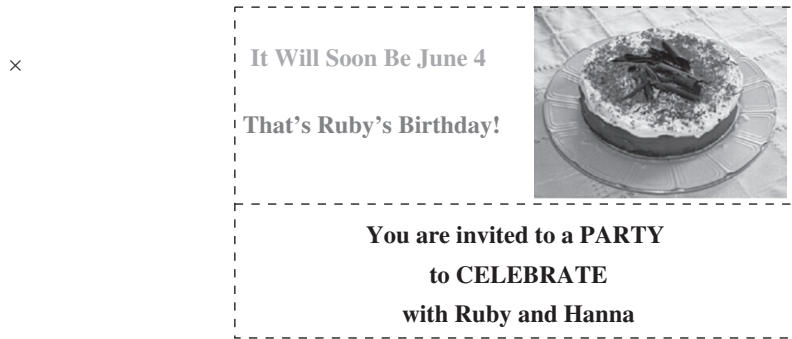 ×
It Will Soon Be June 4
That's Ruby's Birthday!
You are invited to a PARTY
to CELEBRATE
with Ruby and Hanna